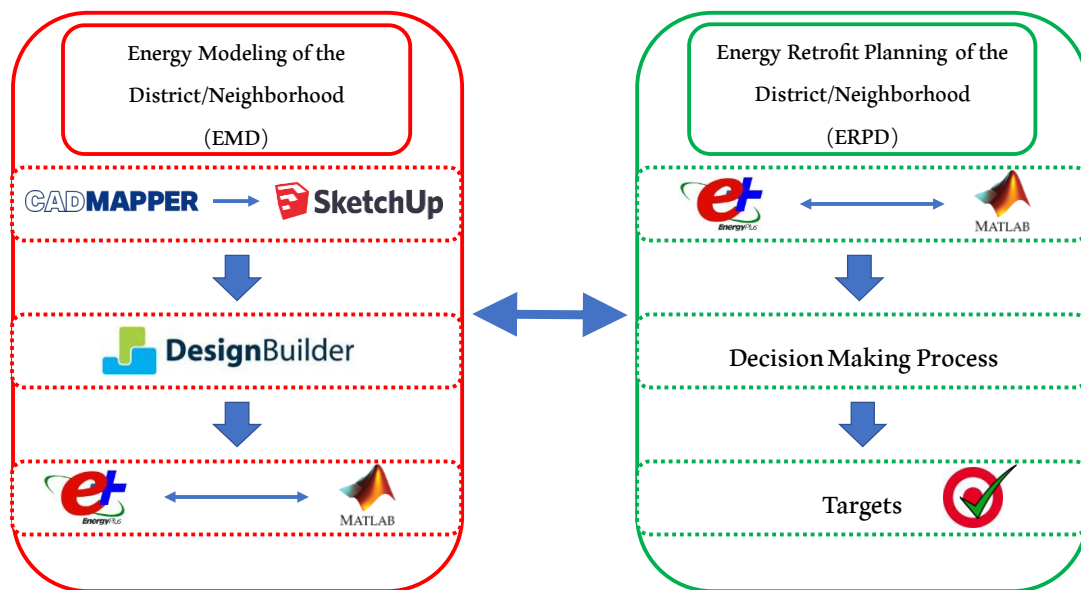 Energy Modeling of the
District/Neighborhood
(EMD)
CADMAPPER
SketchUp
DesignBuilder
e+
EnergyPlus
MATLAB
Energy Retrofit Planning of the
District/Neighborhood
(ERPD)
e+
EnergyPlus
MATLAB
Decision Making Process
Targets